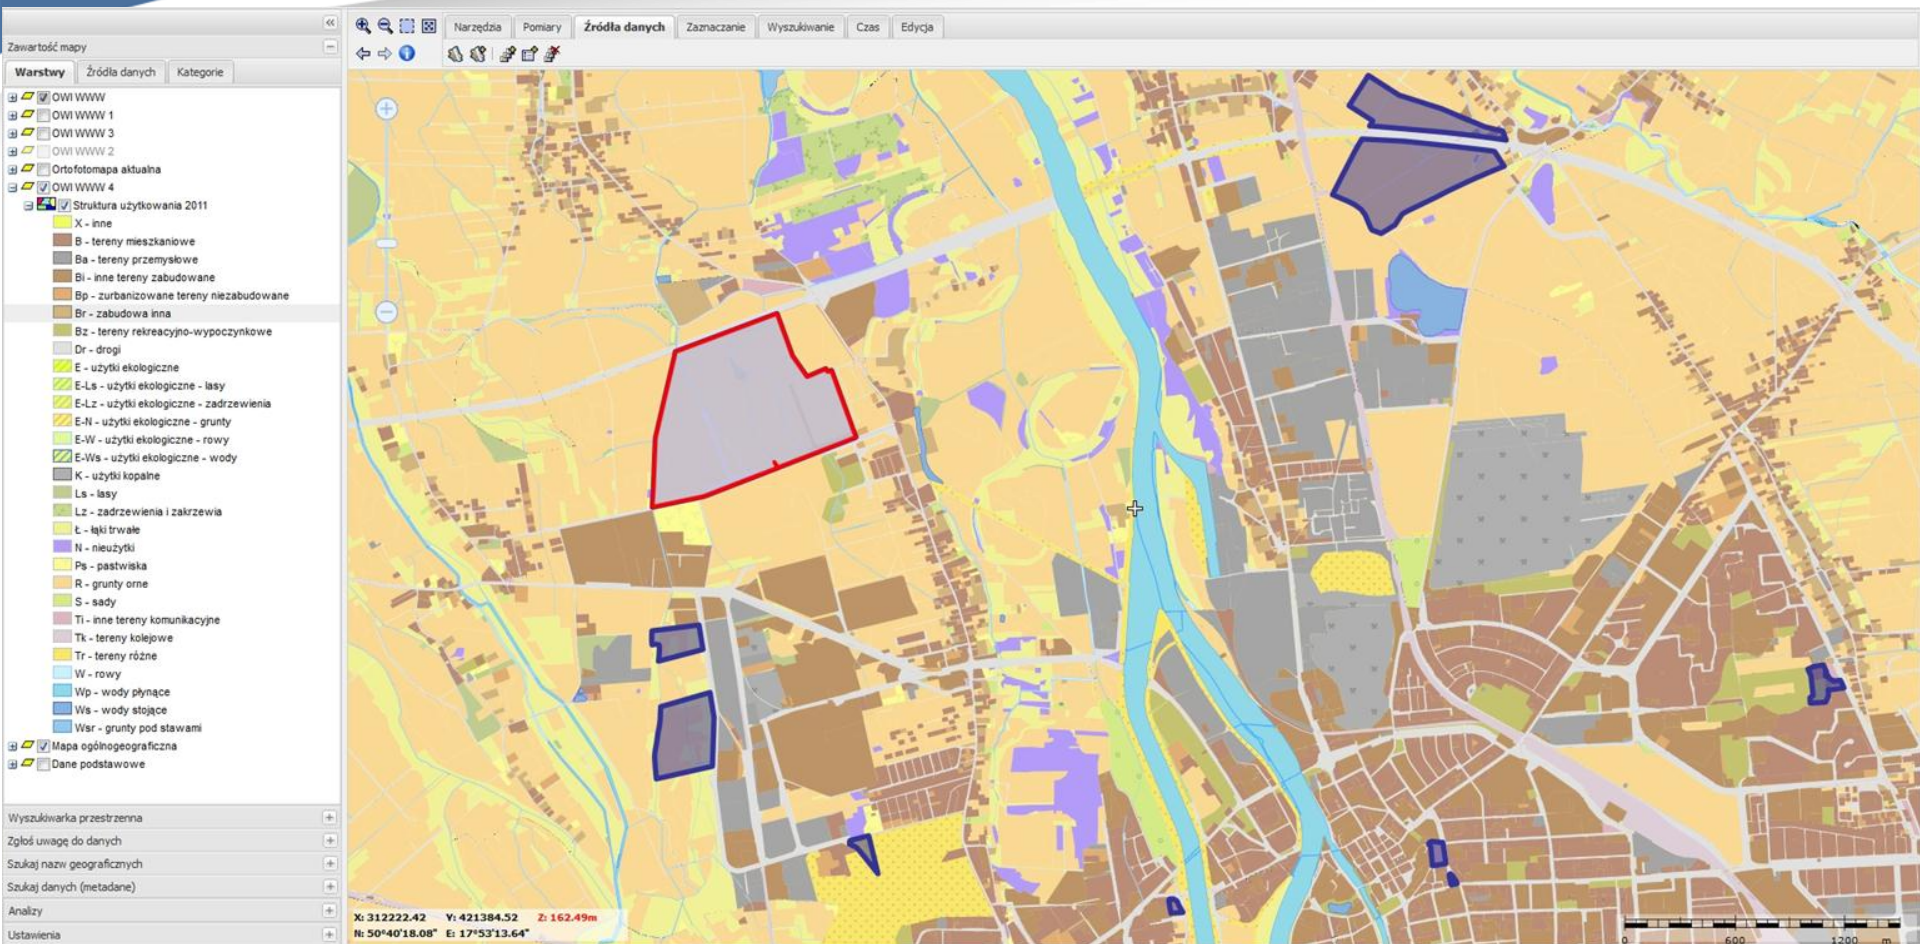 Zawartość mapy
Warstwy Źródła danych Kategorie
OWI WWW
OWI WWW 1
OWI WWW 3
OWI WWW 2
Ortofotomapa aktualna
OWI WWW 4
Struktura użytkowania 2011
X - inne
B - tereny mieszkaniowe
Ba - tereny przemysłowe
Bi - inne tereny zabudowane
Bp - zurbanizowane tereny niezabudowane
Br - zabudowa inna
Bz - tereny rekreacyjno-wypoczynkowe
Dr - drogi
E - użytki ekologiczne
E-Ls - użytki ekologiczne - lasy
E-Lz - użytki ekologiczne - zadrzewienia
E-N - użytki ekologiczne - grunty
E-W - użytki ekologiczne - rowy
E-Ws - użytki ekologiczne - wody
K - użytki kopalne
Ls - lasy
Lz - zadrzewienia i zakrzewia
Ł - łąki trwałe
N - nieużytki
Ps - pastwiska
R - grunty orne
S - sady
Ti - inne tereny komunikacyjne
Tk - tereny kolejowe
Tr - tereny różne
W - rowy
Wp - wody płynące
Ws - wody stojące
Wsr - grunty pod stawami
Mapa ogólnogeograficzna
Dane podstawowe
Wyszukiwarka przestrzenna
Zgłoś uwagę do danych
Szukaj nazw geograficznych
Szukaj danych (metadane)
Analizy
Ustawienia
Narzędzia Pomiary Źródła danych Zaznaczanie Wyszukiwanie Czas Edycja
X: 312222.42 Y: 421384.52 Z: 162.49m
N: 50°40'18.08" E: 17°53'13.64"
0 600 1200 m